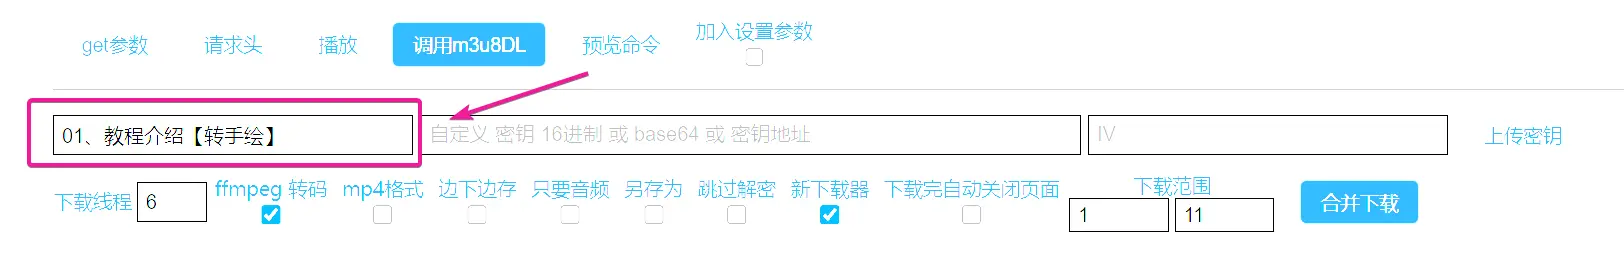 get参数 请求头 播放 调用m3u8DL 预览命令 加入设置参数
01、教程介绍【转手绘】 自定义 密钥 16进制 或 base64 或 密钥地址 IV 上传密钥
下载线程 6 ffmpeg 转码 mp4格式 边下边存 只要音频 另存为 跳过解密 新下载器 下载完自动关闭页面 下载范围 合并下载
1 11